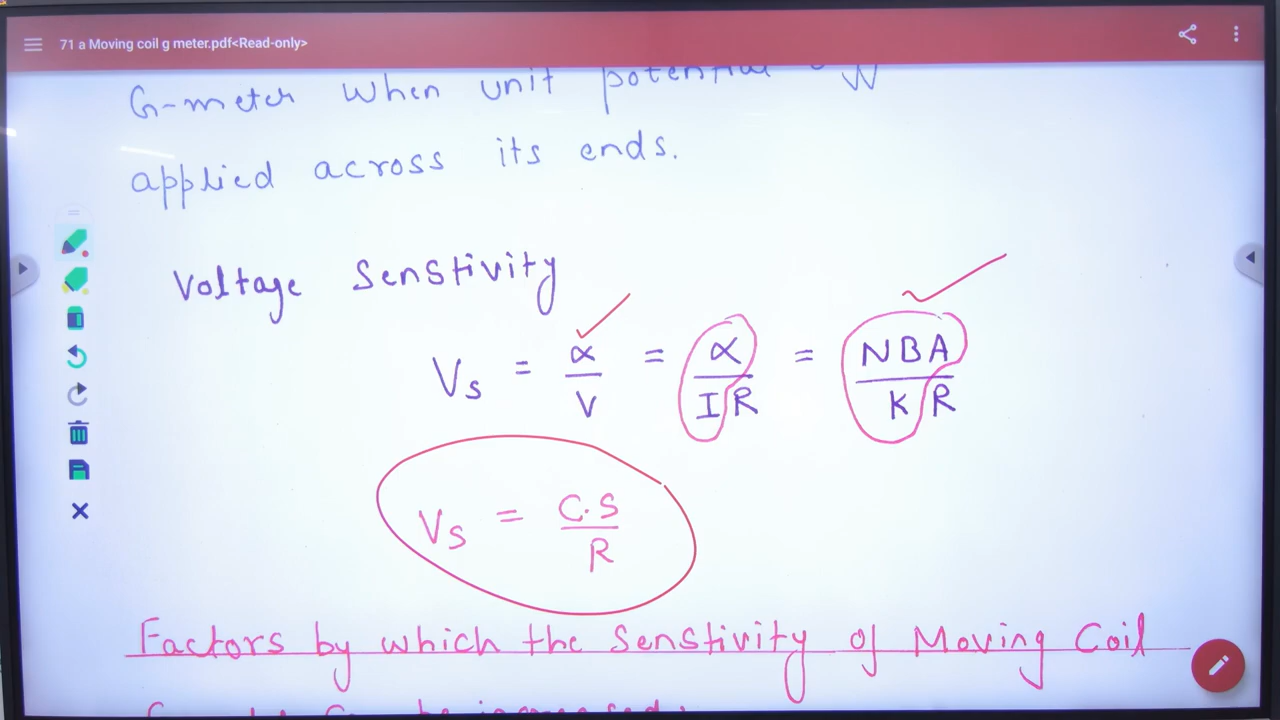 71 a Moving coil g meter.pdf<Read-only>
G-meter when unit potential
applied across its ends.
Voltage Senstivity
Vs = α/V = α/IR = NBA/KR
Vs = C.S/R
Factors by which the Senstivity of Moving Coil